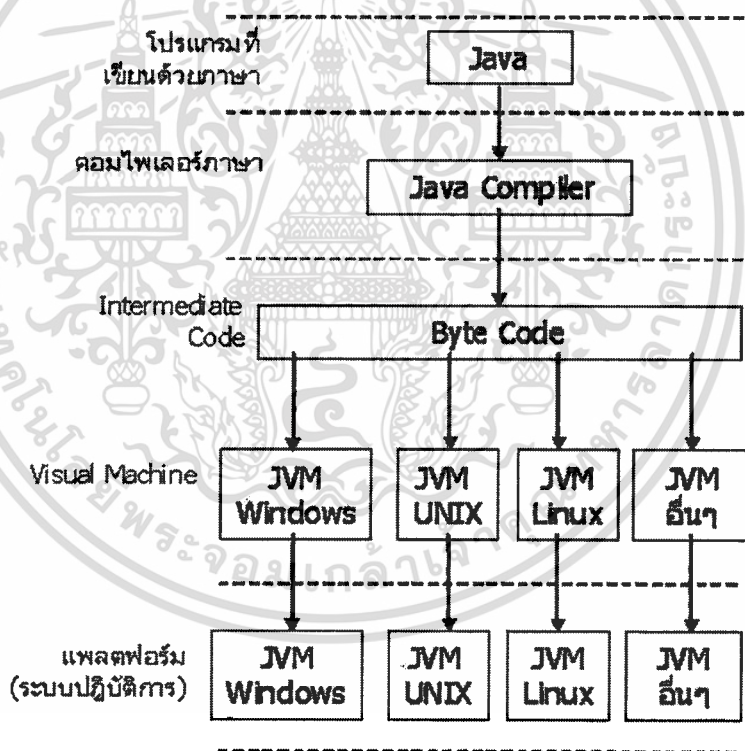 โปรแกรมที่
เขียนด้วยภาษา
Java
คอมไพเลอร์ภาษา
Java Compiler
Intermediate
Code
Byte Code
Visual Machine
JVM
Windows
JVM
UNIX
JVM
Linux
JVM
อื่นๆ
แพลตฟอร์ม
(ระบบปฏิบัติการ)
JVM
Windows
JVM
UNIX
JVM
Linux
JVM
อื่นๆ